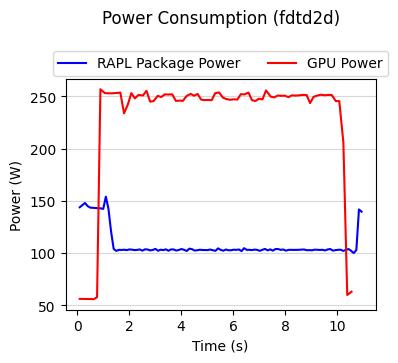 Power Consumption (fdtd2d)
RAPL Package Power
GPU Power
250
200
150
100
50
Power (W)
0
2
4
6
8
10
Time (s)